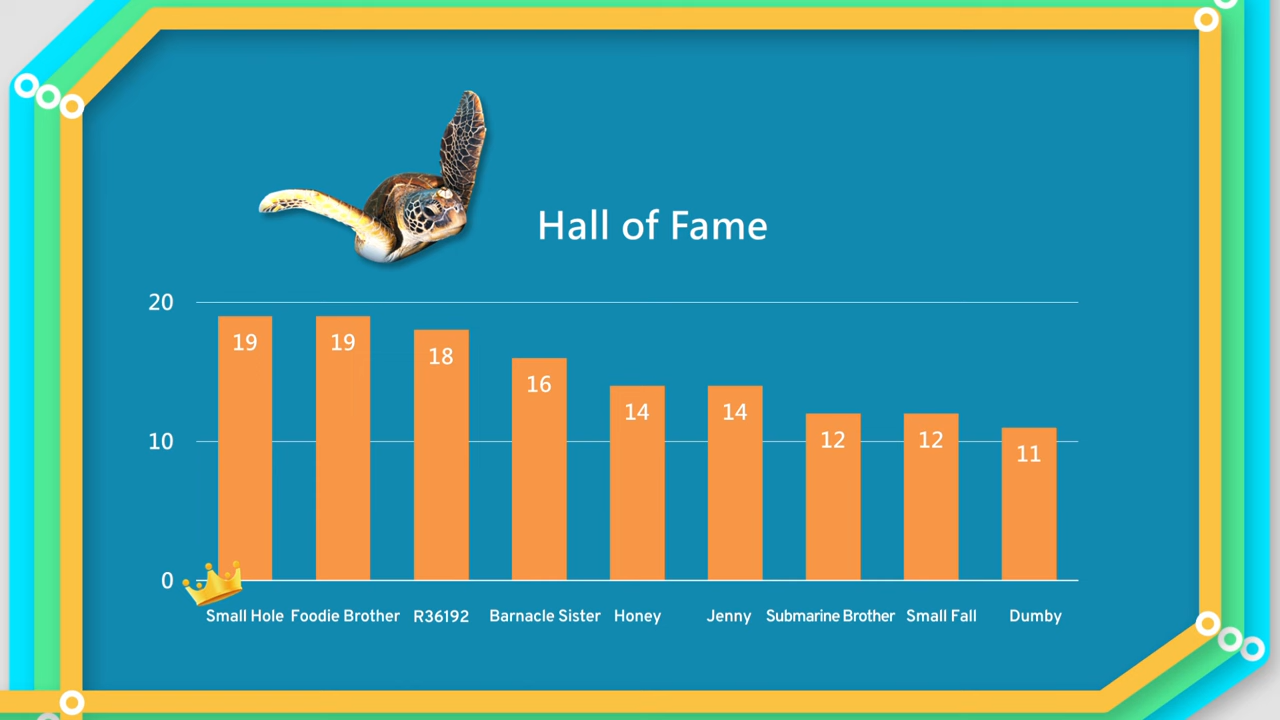 Hall of Fame
20
19 19 18 16 14 14 12 12 11
10
0
Small Hole Foodie Brother R36192 Barnacle Sister Honey Jenny Submarine Brother Small Fall Dumby